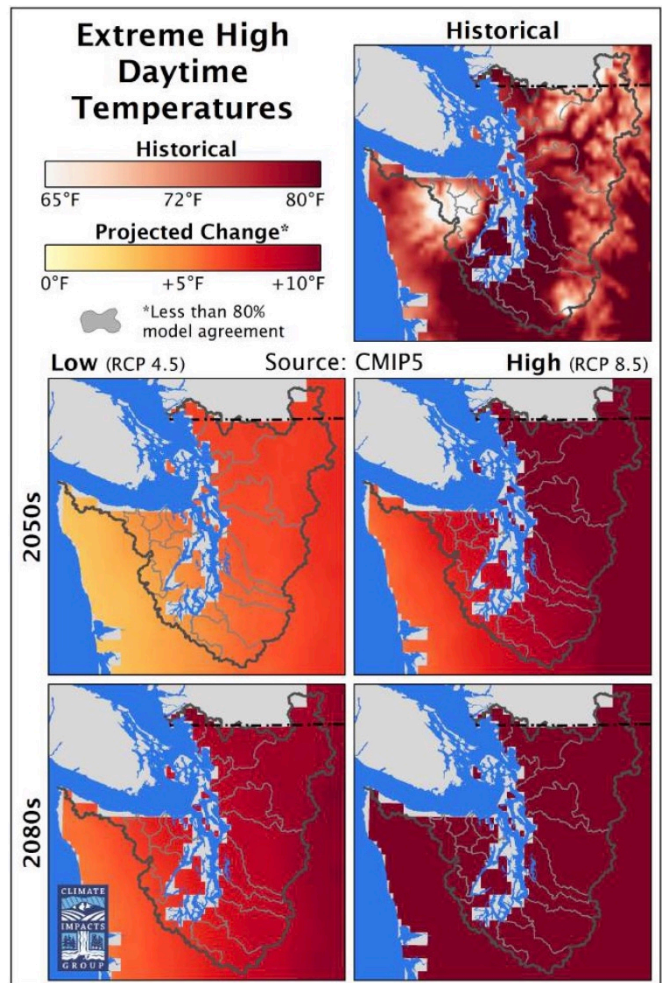 Extreme High
Daytime
Temperatures
Historical
65°F 72°F 80°F
Projected Change*
0°F +5°F +10°F
*Less than 80%
model agreement
Historical
Low (RCP 4.5) Source: CMIP5 High (RCP 8.5)
2050s
2080s
CLIMATE
IMPACTS
GROUP